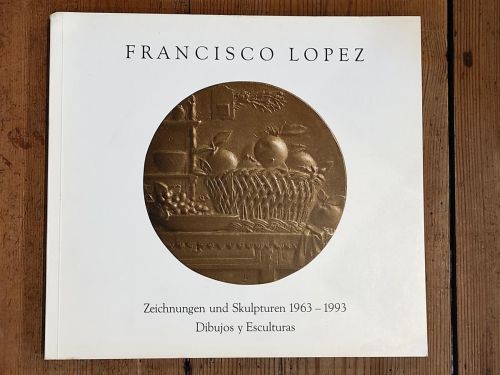 FRANCISCO LOPEZ
Zeichnungen und Skulpturen 1963 – 1993
Dibujos y Esculturas